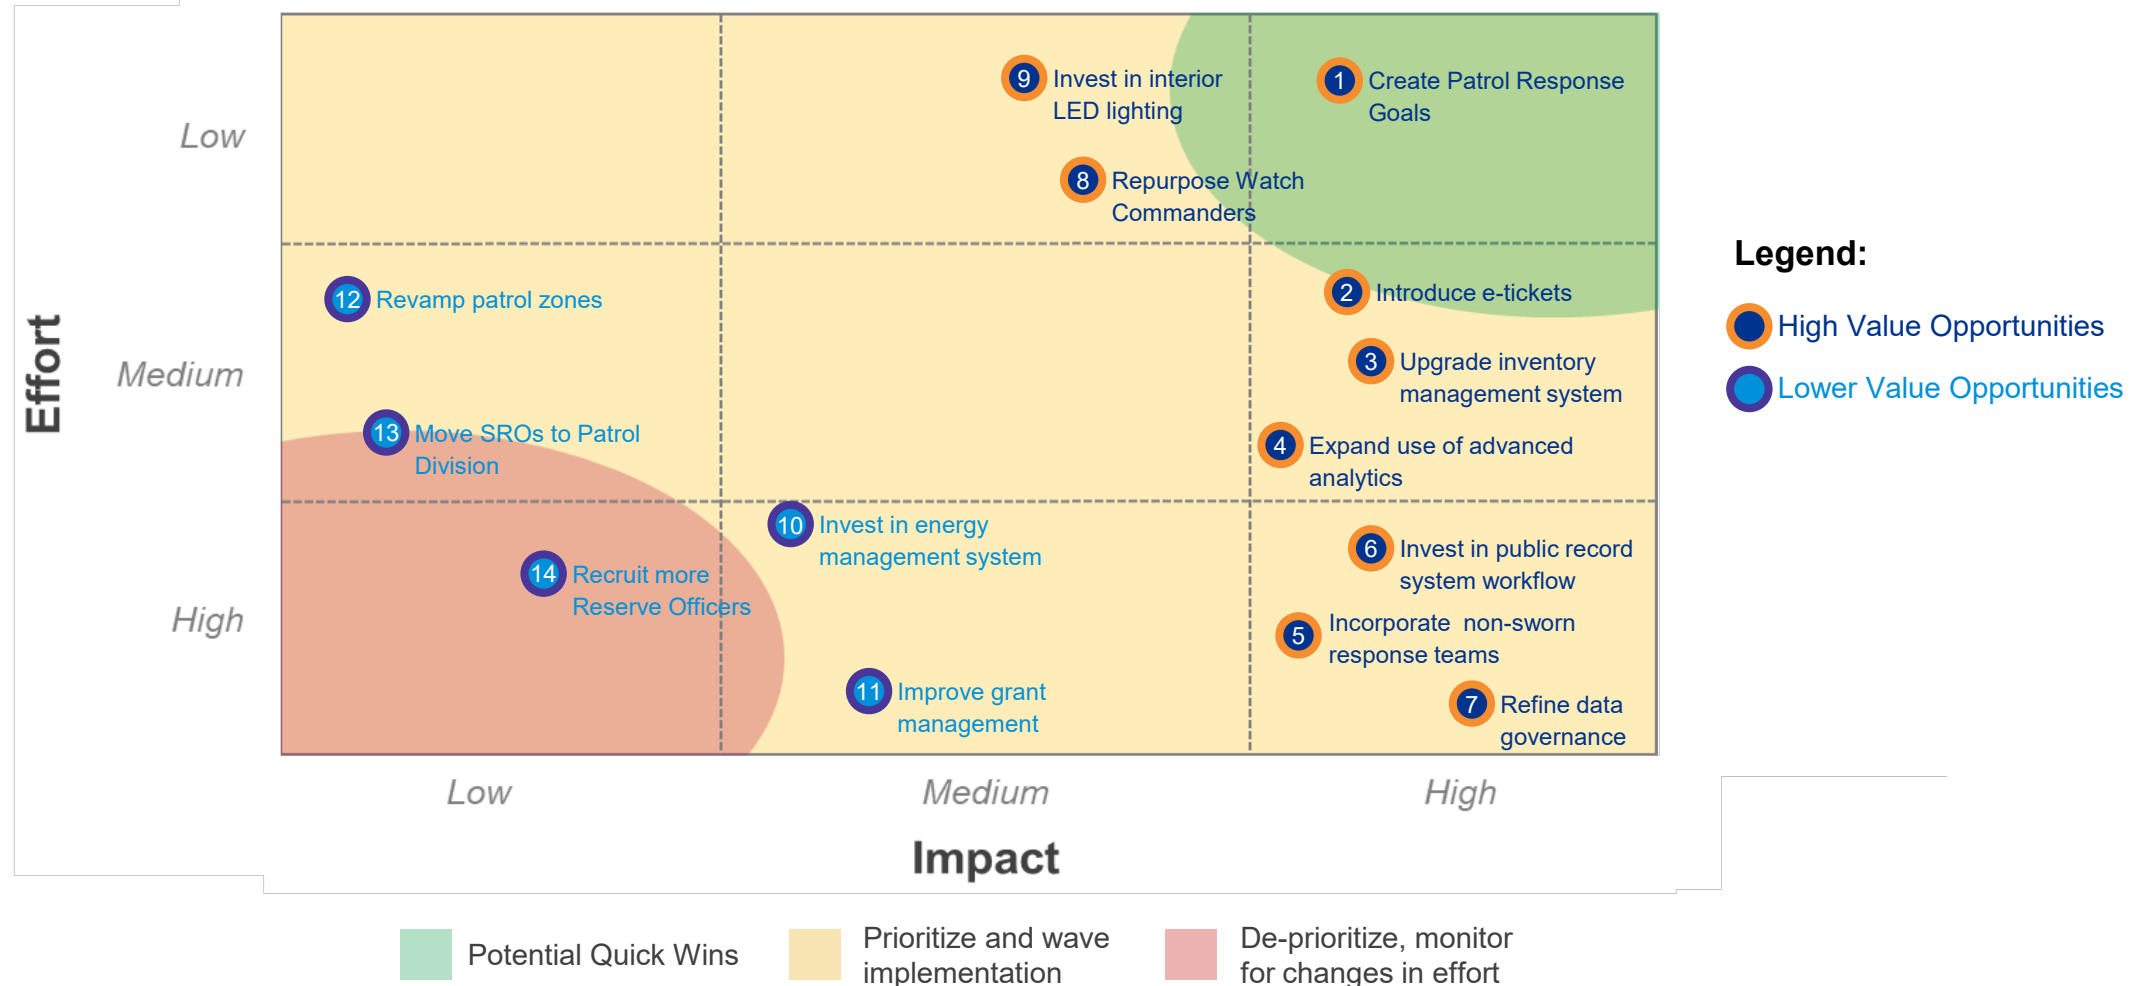 9 Invest in interior
LED lighting
1 Create Patrol Response
Goals
Low
8 Repurpose Watch
Commanders
Legend:
12 Revamp patrol zones
2 Introduce e-tickets
High Value Opportunities
Effort
Medium
3 Upgrade inventory
management system
Lower Value Opportunities
13 Move SROs to Patrol
Division
4 Expand use of advanced
analytics
10 Invest in energy
management system
6 Invest in public record
system workflow
14 Recruit more
Reserve Officers
High
5 Incorporate non-sworn
response teams
11 Improve grant
management
7 Refine data
governance
Low
Medium
High
Impact
Potential Quick Wins
Prioritize and wave
implementation
De-prioritize, monitor
for changes in effort